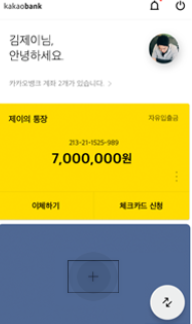 kakaobank
김제이님,
안녕하세요.
카카오뱅크 계좌 2개가 있습니다. >
제이의 통장 자유입출금
213-21-1525-989
7,000,000원
이체하기 체크카드 신청